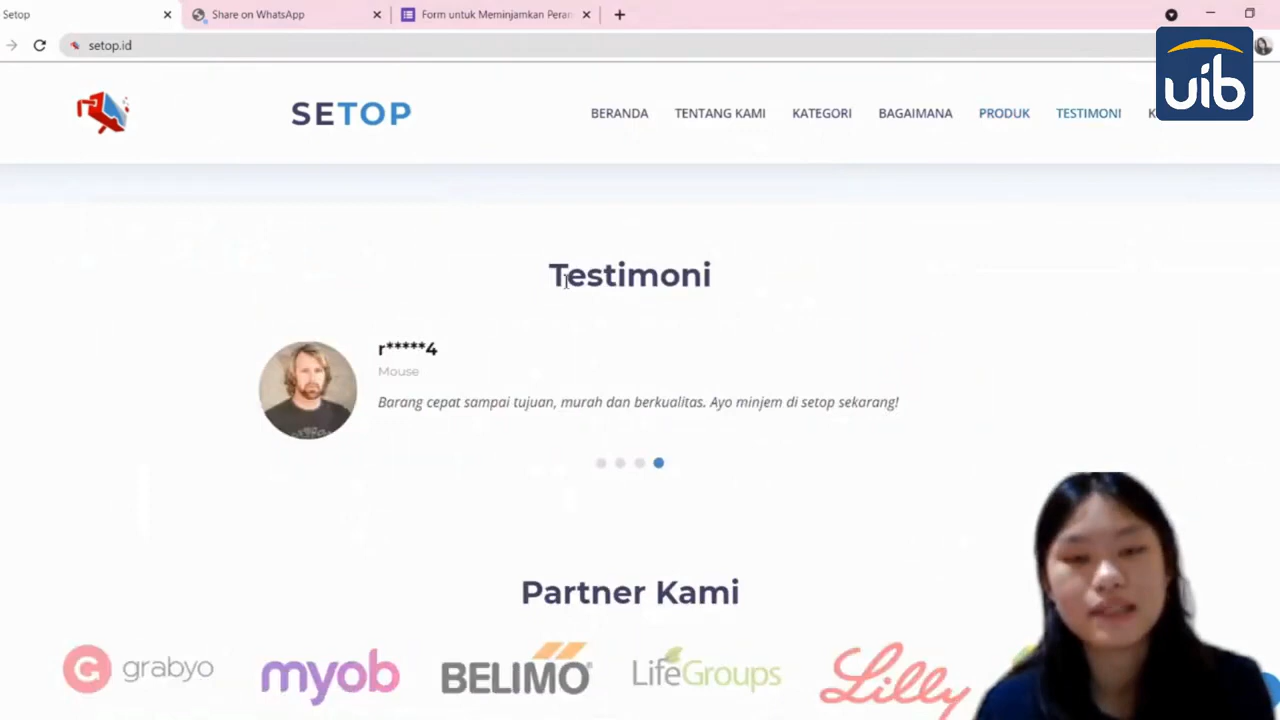 Setop
Share on WhatsApp
Form untuk Meminjamkan Peran
setop.id
uib
SETOP
BERANDA
TENTANG KAMI
KATEGORI
BAGAIMANA
PRODUK
TESTIMONI
Testimoni
r*****4
Mouse
Barang cepat sampai tujuan, murah dan berkualitas. Ayo minjem di setop sekarang!
Partner Kami
G grabyo
myob
BELIMO
LifeGroups
Lilly